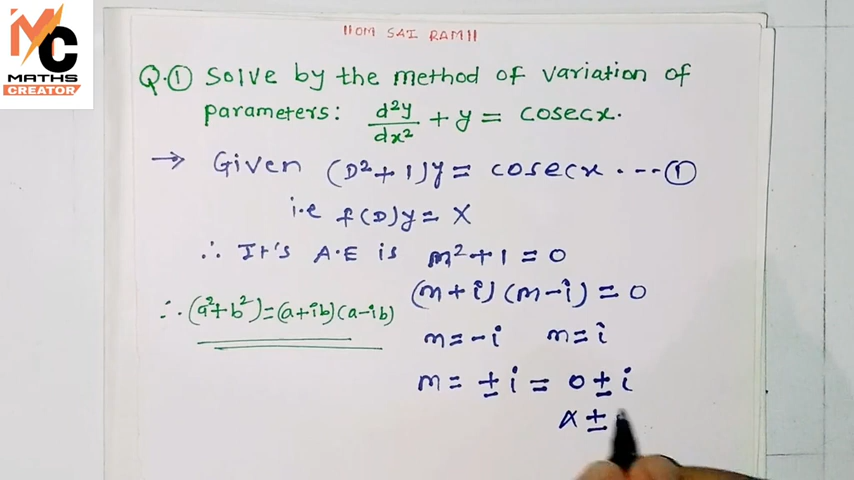 MC
MATHS
CREATOR
||OM SAI RAM||
Q.① Solve by the method of variation of
parameters: d²y/dx² + y = cosecx.
→ Given (D²+1)y = cosecx ---- ①
i.e f(D)y = X
∴ It's A.E is m²+1 = 0
(m+i)(m-i) = 0
∴ (a²+b²)=(a+ib)(a-ib)
m = -i m = i
m = ± i = 0 ± i
α ±